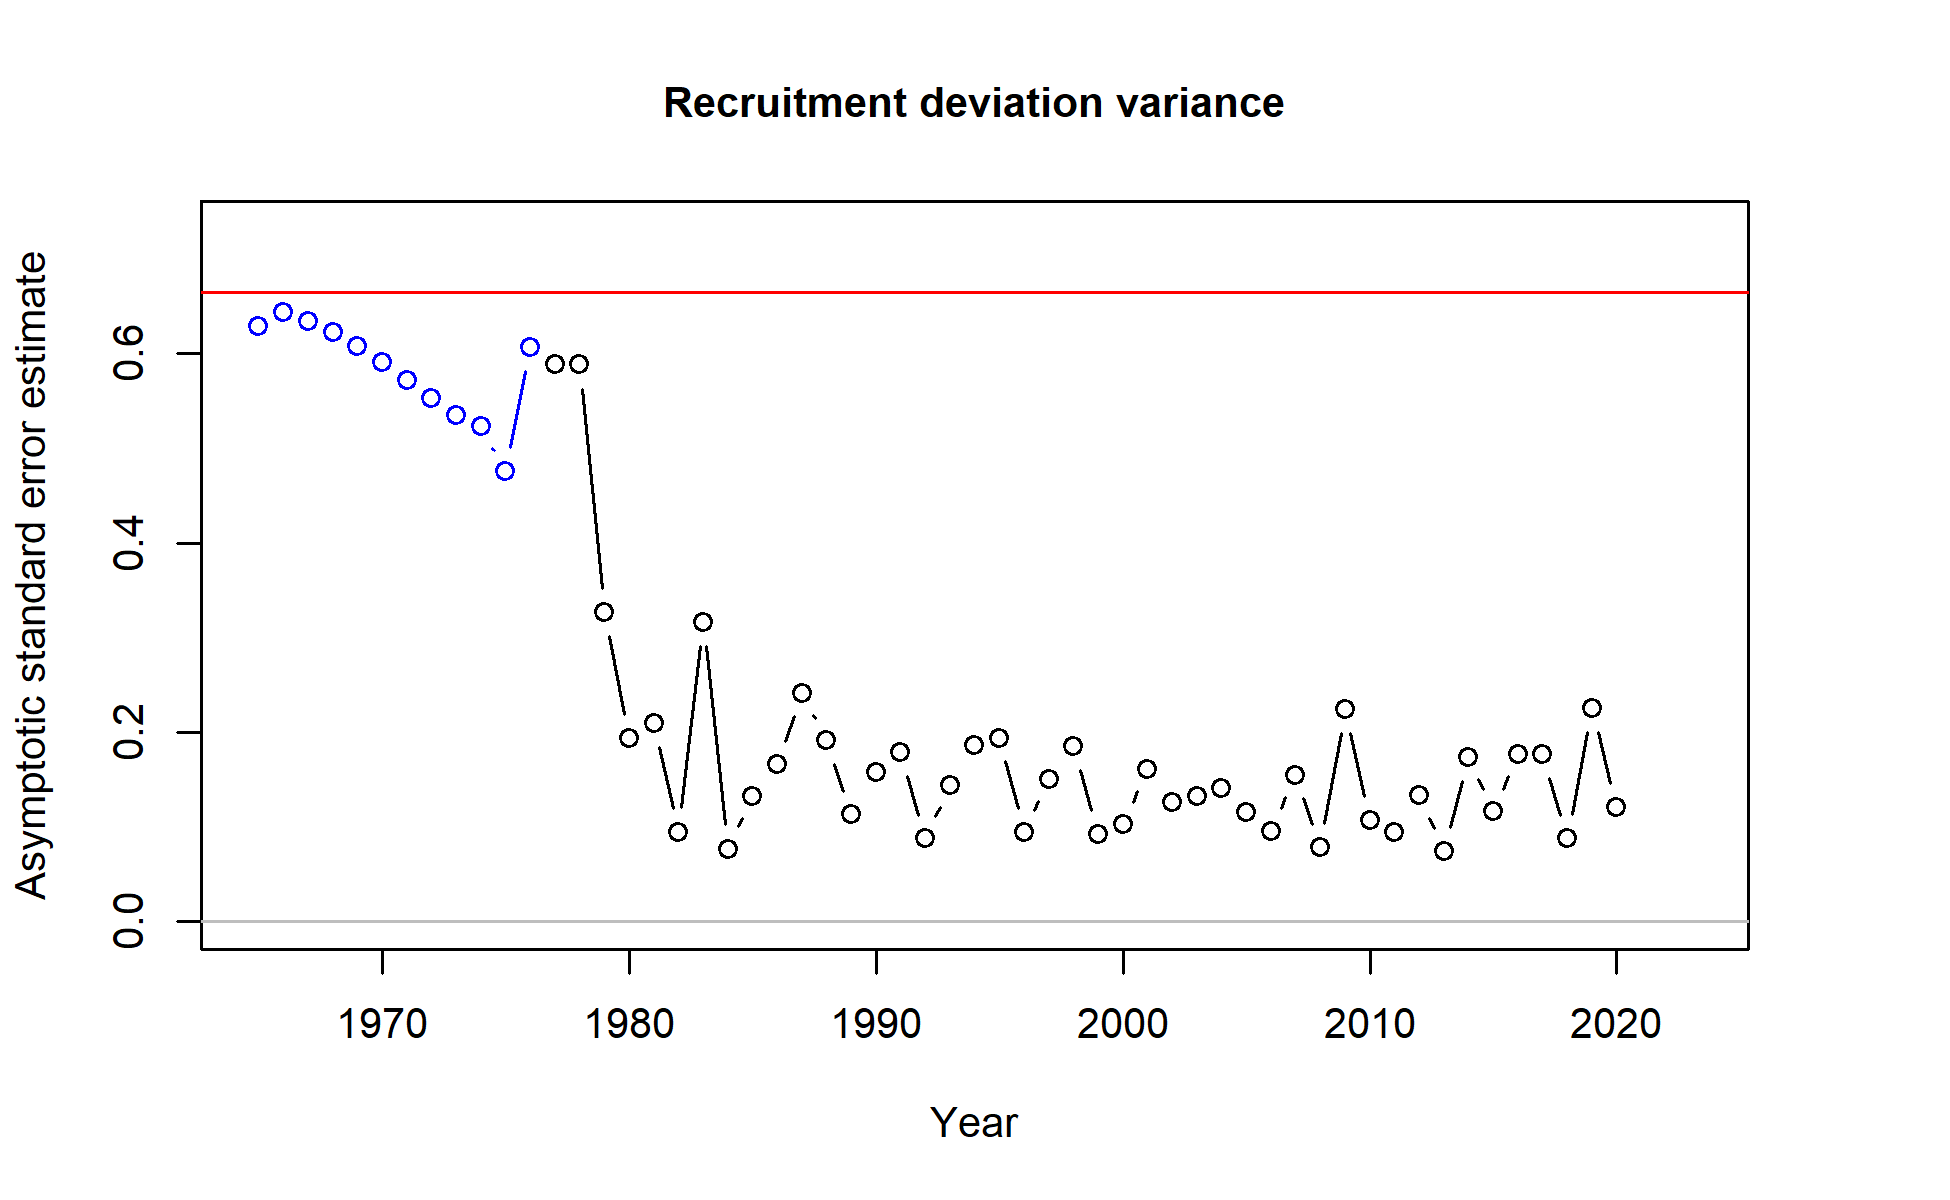 Recruitment deviation variance
Asymptotic standard error estimate
0.6
0.4
0.2
0.0
1970 1980 1990 2000 2010 2020
Year